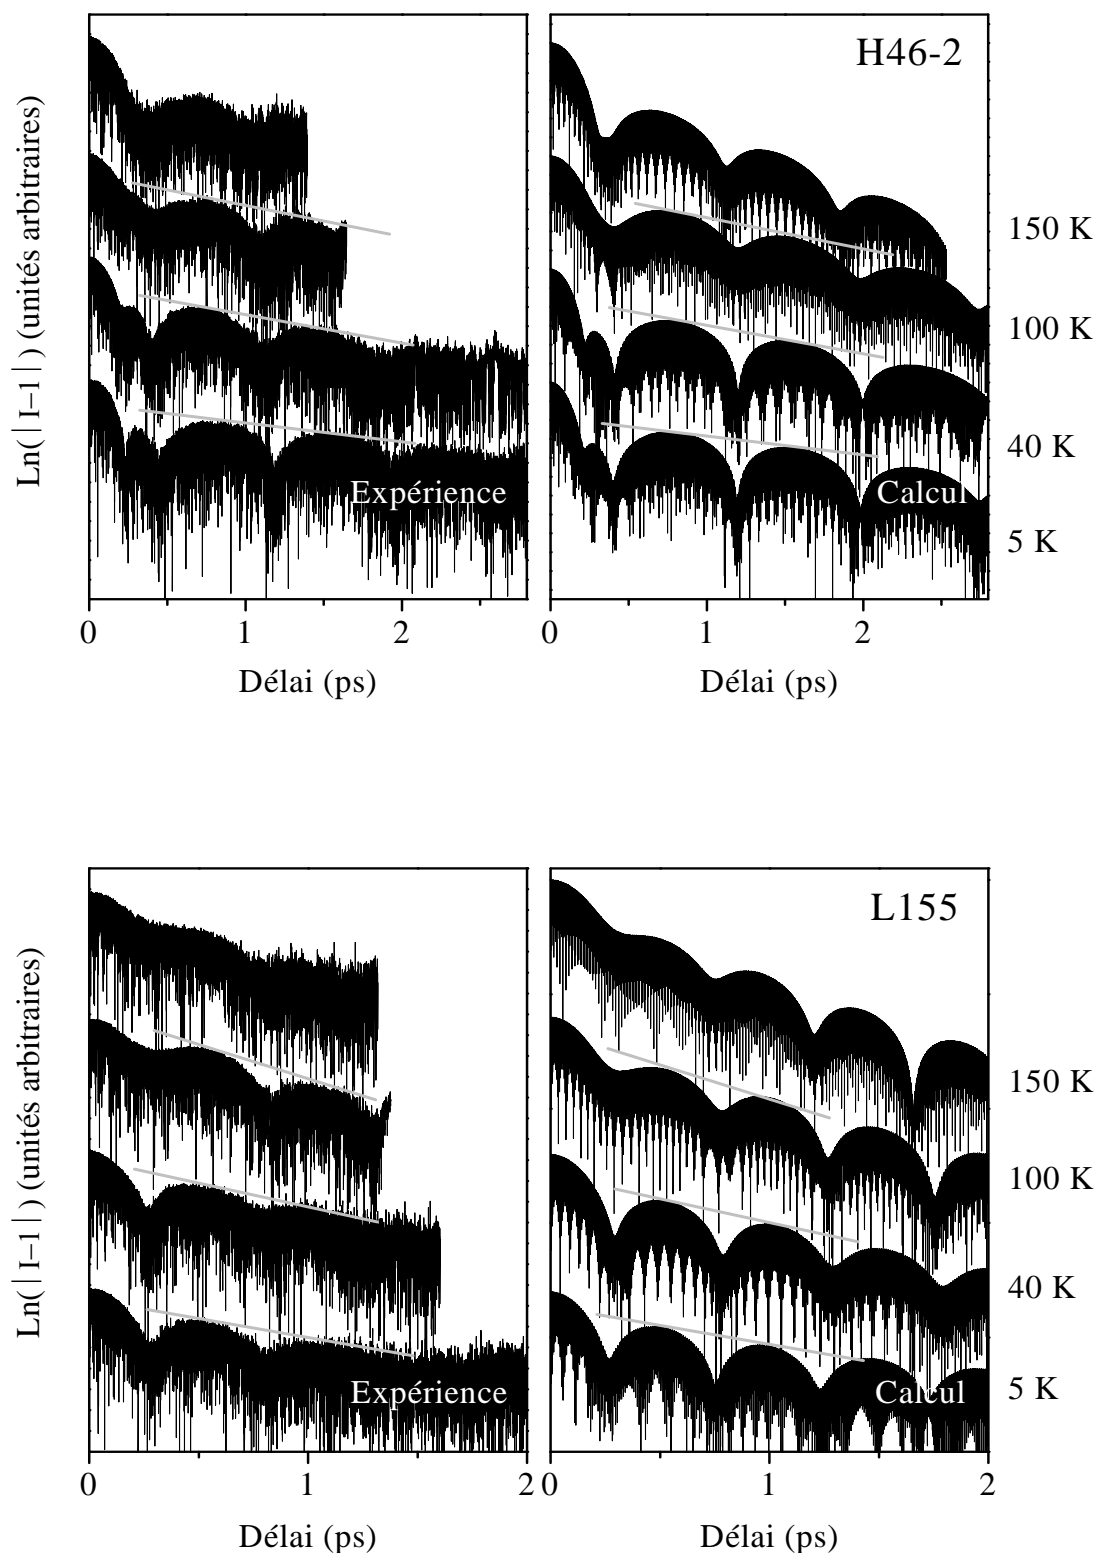 H46-2
Ln( | I–1 | ) (unités arbitraires)
150 K
100 K
40 K
5 K
Expérience
Calcul
0 1 2
0 1 2
Délai (ps)
Délai (ps)
L155
Ln( | I–1 | ) (unités arbitraires)
150 K
100 K
40 K
5 K
Expérience
Calcul
0 1 2
0 1 2
Délai (ps)
Délai (ps)